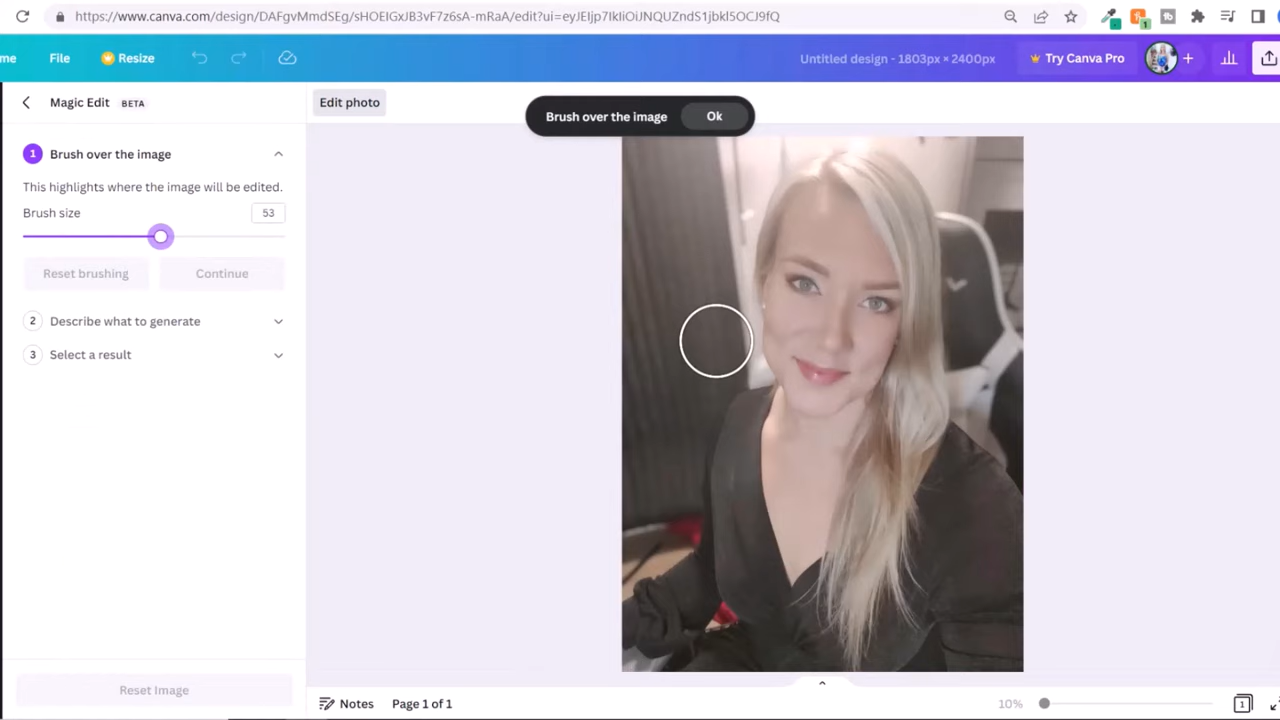 https://www.canva.com/design/DAFgvMmdSEg/sHOEIGxJB3vF7z6sA-mRaA/edit?ui=eyJEIjp7IkIiOiJNQUZndS1jbkl5OCJ9fQ
me File Resize Untitled design - 1803px × 2400px Try Canva Pro
Magic Edit BETA
Edit photo
Brush over the image Ok
1 Brush over the image
This highlights where the image will be edited.
Brush size 53
Reset brushing Continue
2 Describe what to generate
3 Select a result
Reset Image
Notes Page 1 of 1 10% 1